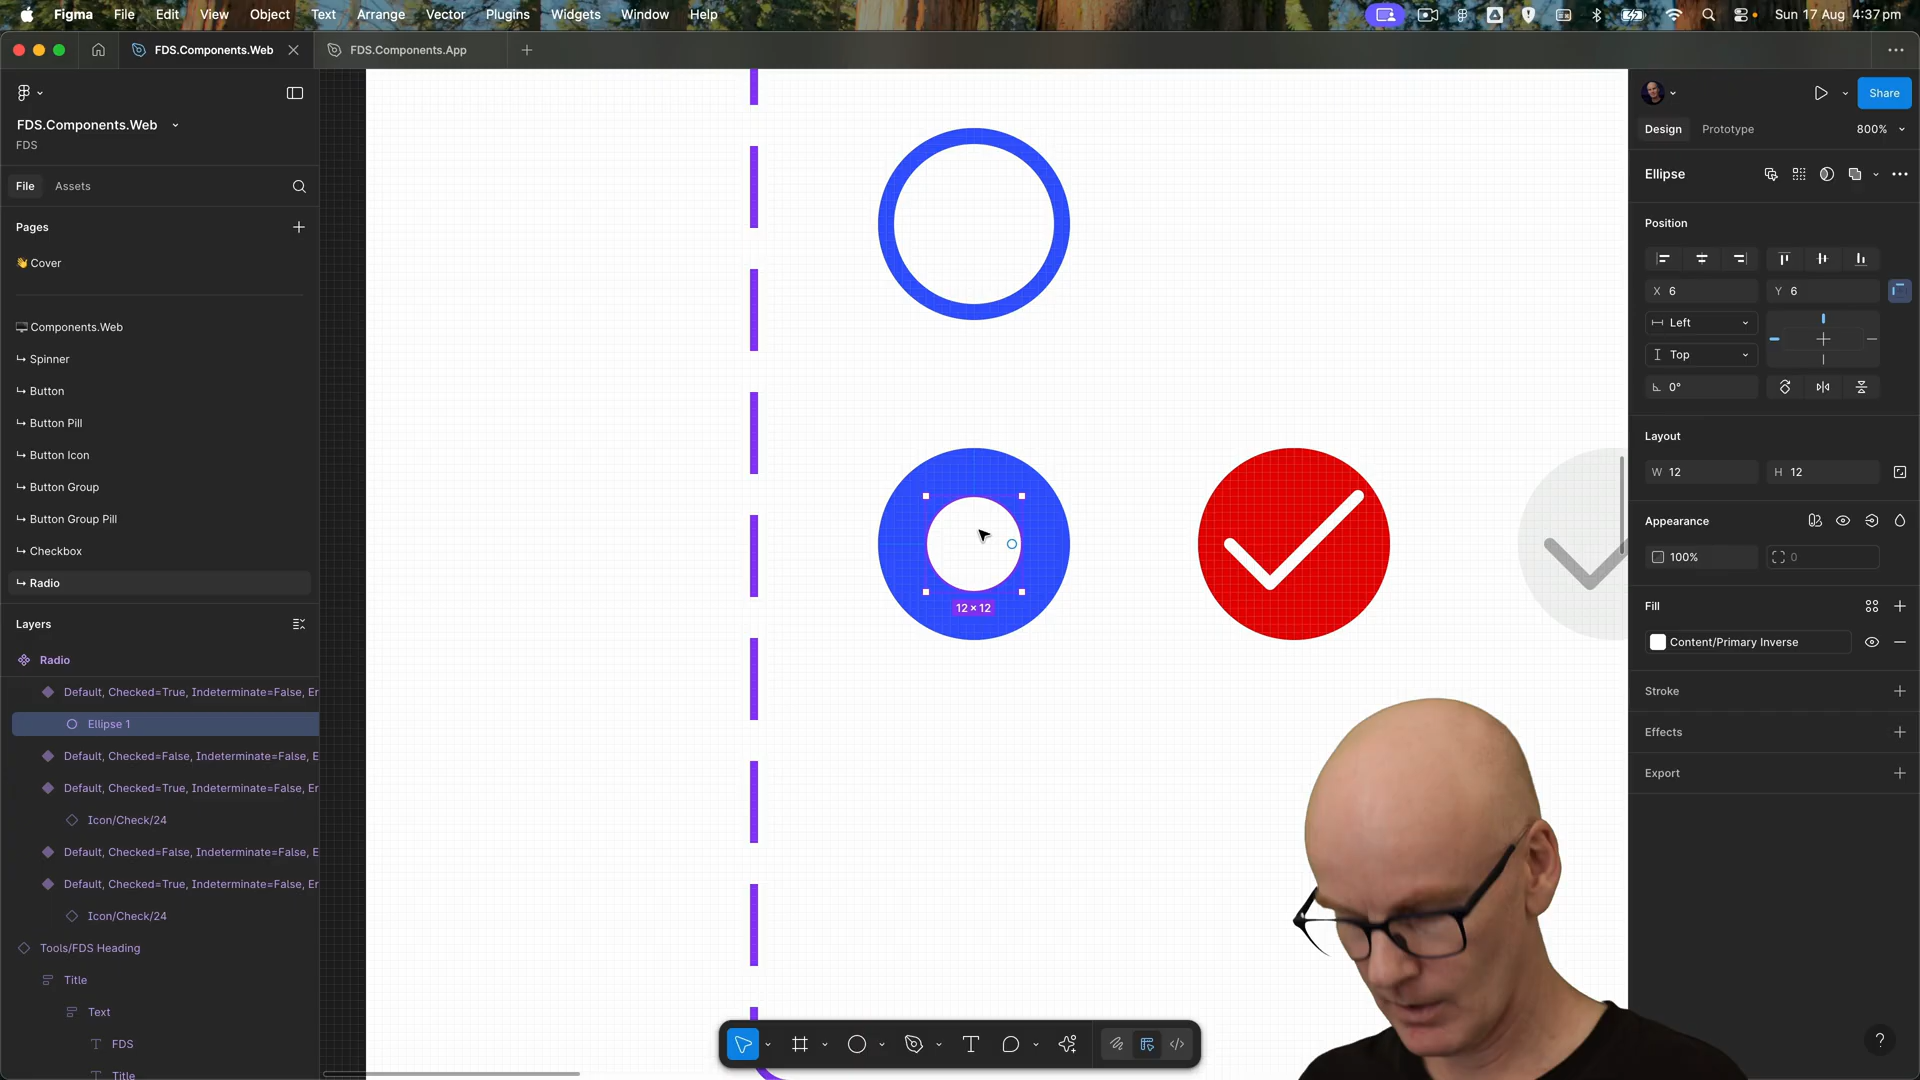 Figma File Edit View Object Text Arrange Vector Plugins Widgets Window Help Sun 17 Aug 4:37 pm
FDS.Components.Web FDS.Components.App
FDS.Components.Web
FDS
File Assets
Pages
Cover
Components.Web
Spinner
Button
Button Pill
Button Icon
Button Group
Button Group Pill
Checkbox
Radio
Layers
Radio
Default, Checked=True, Indeterminate=False, Er
Ellipse 1
Default, Checked=False, Indeterminate=False, E
Default, Checked=True, Indeterminate=False, Er
Icon/Check/24
Default, Checked=False, Indeterminate=False, E
Default, Checked=True, Indeterminate=False, Er
Icon/Check/24
Tools/FDS Heading
Title
Text
FDS
Title
12 × 12
Share
Design Prototype 800%
Ellipse
Position
X 6 Y 6
Left
Top
0°
Layout
W 12 H 12
Appearance
100% 0
Fill
Content/Primary Inverse
Stroke
Effects
Export
?